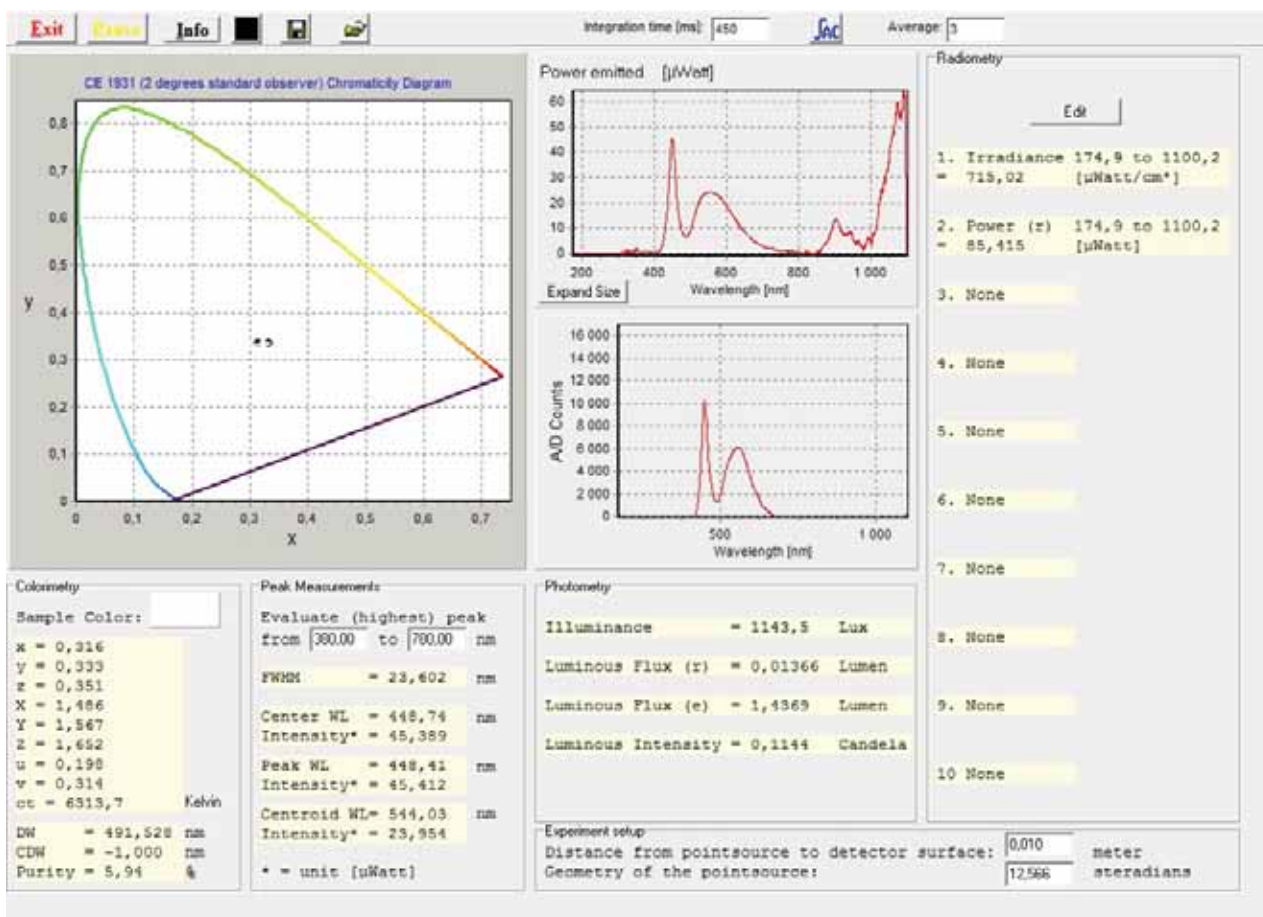 Exit
Pause
Info
Integration time [ms]: 450
SAC
Average: 3
CE 1931 (2 degrees standard observer) Chromaticity Diagram
0,8
0,7
0,6
0,5
y
0,4
0,3
0,2
0,1
0
0 0,1 0,2 0,3 0,4 0,5 0,6 0,7
X
Power emitted [µWatt]
60
50
40
30
20
10
0
200 400 600 800 1 000
Expand Size
Wavelength [nm]
16 000
14 000
12 000
10 000
A/D Counts
8 000
6 000
4 000
2 000
0
500 1 000
Wavelength [nm]
Radiometry
Edit
1. Irradiance 174,9 to 1100,2
= 715,02 [µWatt/cm²]
2. Power (r) 174,9 to 1100,2
= 85,415 [µWatt]
3. None
4. None
5. None
6. None
7. None
8. None
9. None
10 None
Colorimetry
Sample Color:
x = 0,316
y = 0,333
z = 0,351
X = 1,486
Y = 1,567
Z = 1,652
u = 0,198
v = 0,314
ct = 6313,7 Kelvin
DW = 491,528 nm
CDW = -1,000 nm
Purity = 5,94 %
Peak Measurements
Evaluate (highest) peak
from 380,00 to 780,00 nm
FWHM = 23,602 nm
Center WL = 448,74 nm
Intensity* = 45,389
Peak WL = 448,41 nm
Intensity* = 45,412
Centroid WL= 544,03 nm
Intensity* = 23,954
* = unit [uWatt]
Photometry
Illuminance = 1143,5 Lux
Luminous Flux (r) = 0,01366 Lumen
Luminous Flux (e) = 1,4369 Lumen
Luminous Intensity = 0,1144 Candela
Experiment setup
Distance from pointsource to detector surface: 0,010 meter
Geometry of the pointsource: 12,566 steradians